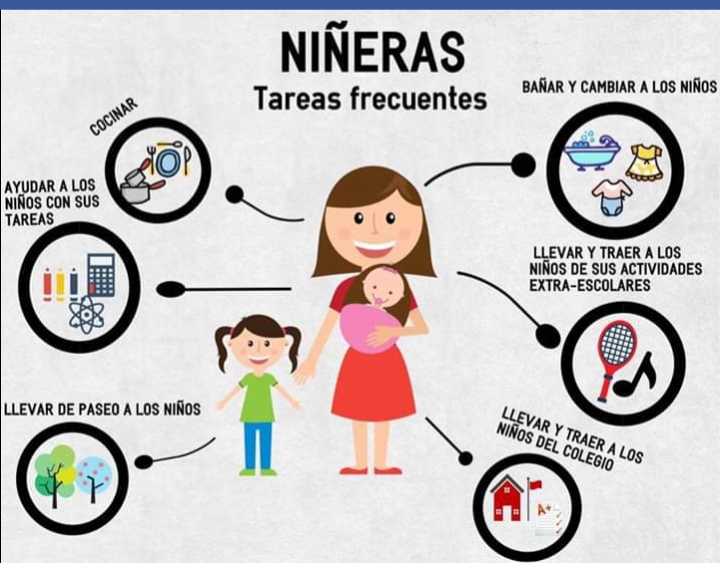 NIÑERAS
Tareas frecuentes
COCINAR
BAÑAR Y CAMBIAR A LOS NIÑOS
AYUDAR A LOS
NIÑOS CON SUS
TAREAS
LLEVAR Y TRAER A LOS
NIÑOS DE SUS ACTIVIDADES
EXTRA-ESCOLARES
LLEVAR DE PASEO A LOS NIÑOS
LLEVAR Y TRAER A LOS
NIÑOS DEL COLEGIO
A+